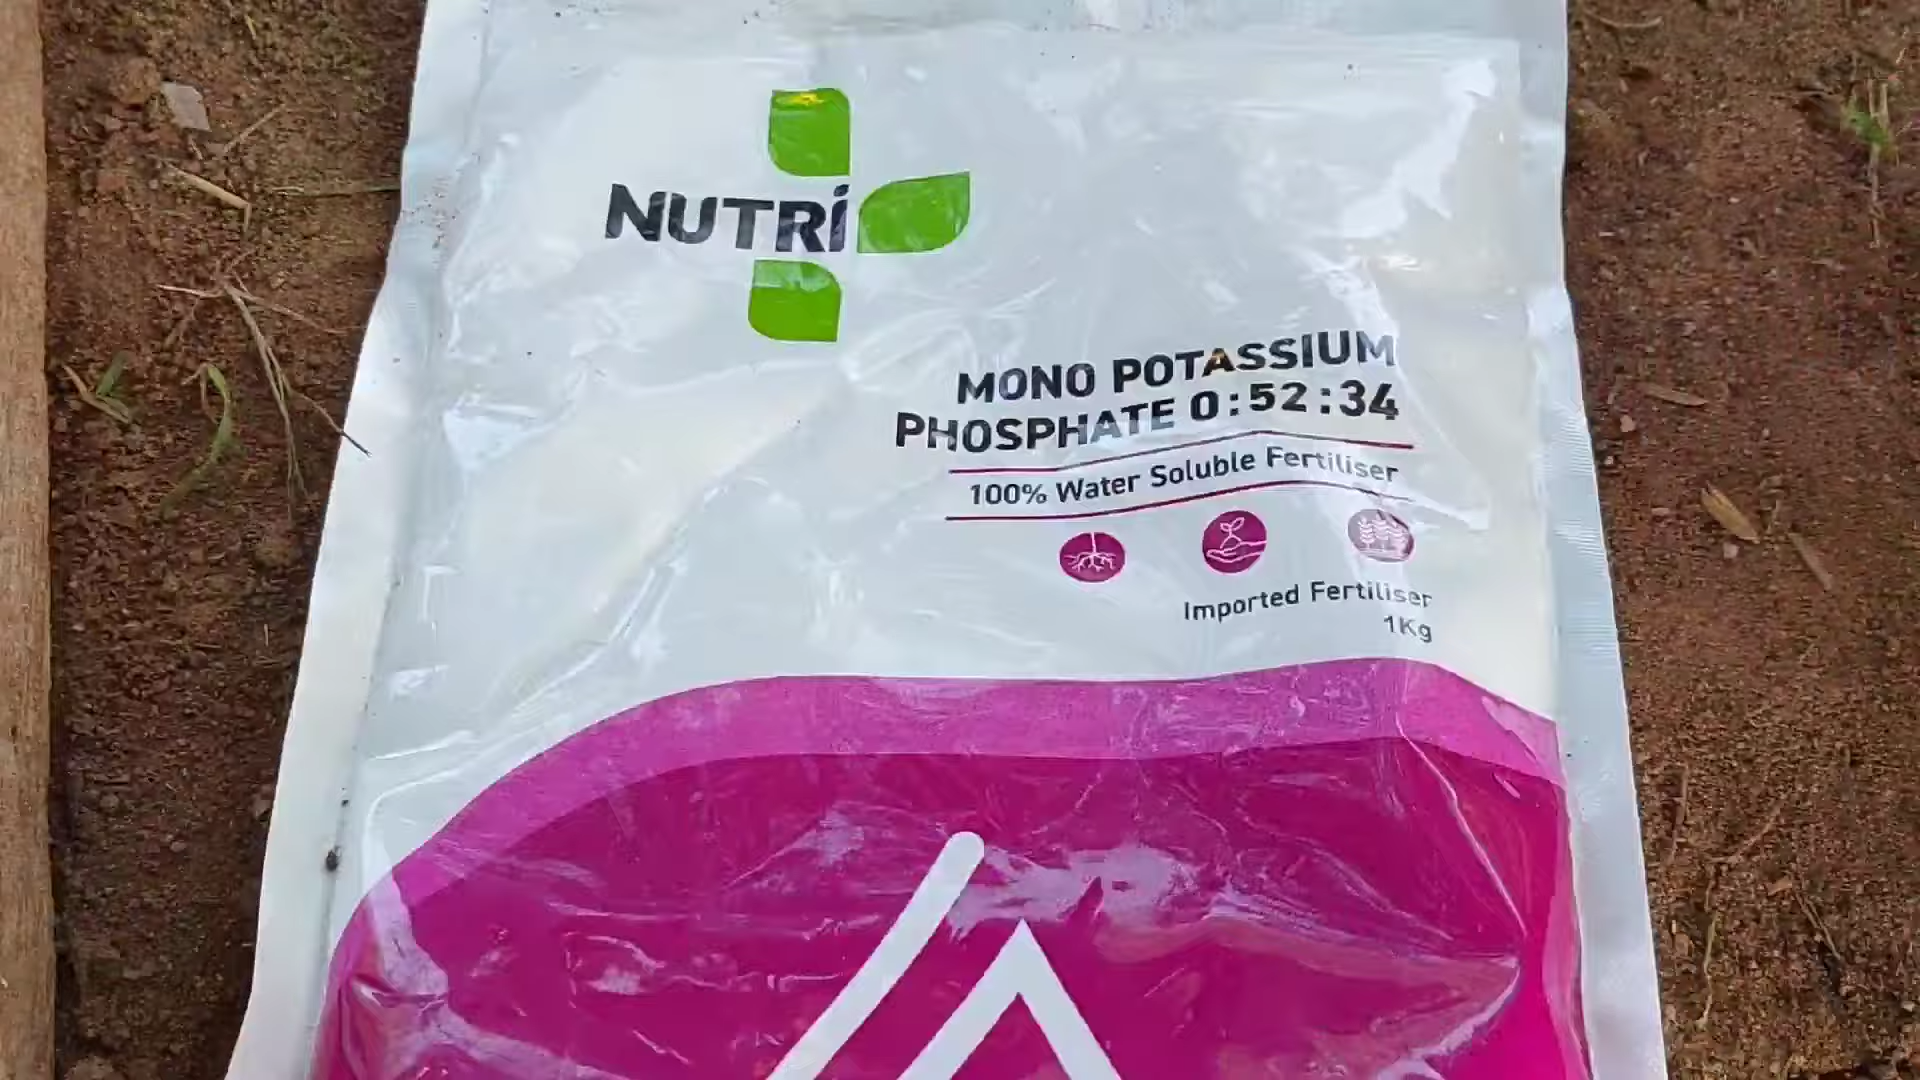 NUTRi
MONO POTASSIUM
PHOSPHATE 0:52:34
100% Water Soluble Fertiliser
Imported Fertiliser
1Kg